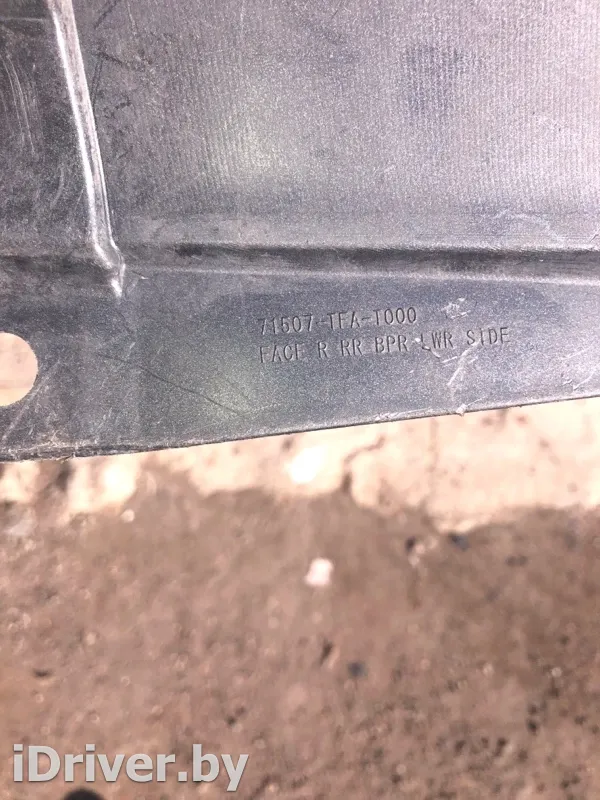 71507-TEA-T000
FACE R RR BPR LWR SIDE
iDriver.by